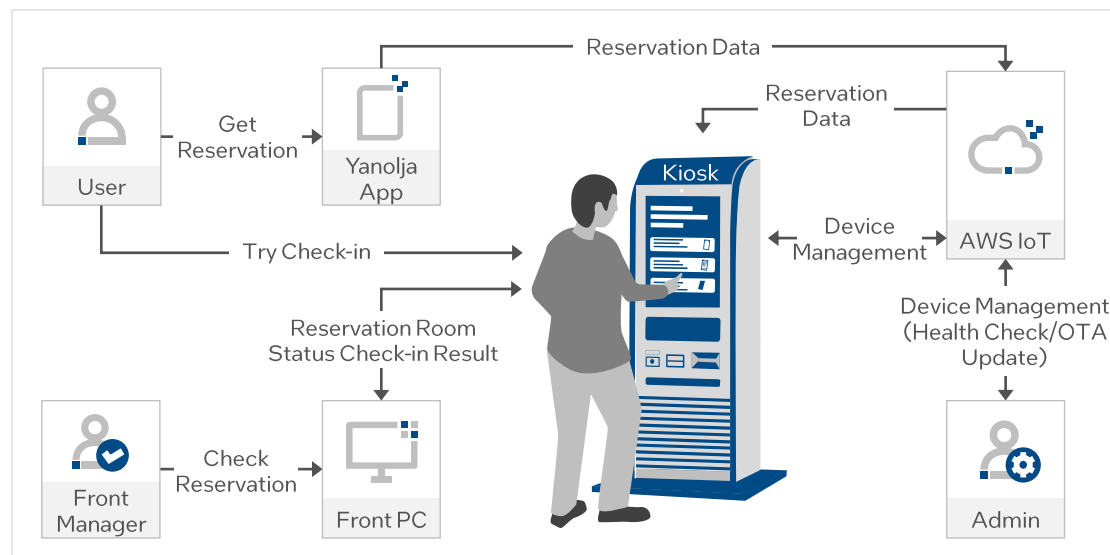 Reservation Data
Reservation
Data
Get
Reservation
User
Yanolja
App
Kiosk
AWS IoT
Try Check-in
Device
Management
Reservation Room
Status Check-in Result
Device Management
(Health Check/OTA
Update)
Check
Reservation
Front
Manager
Front PC
Admin